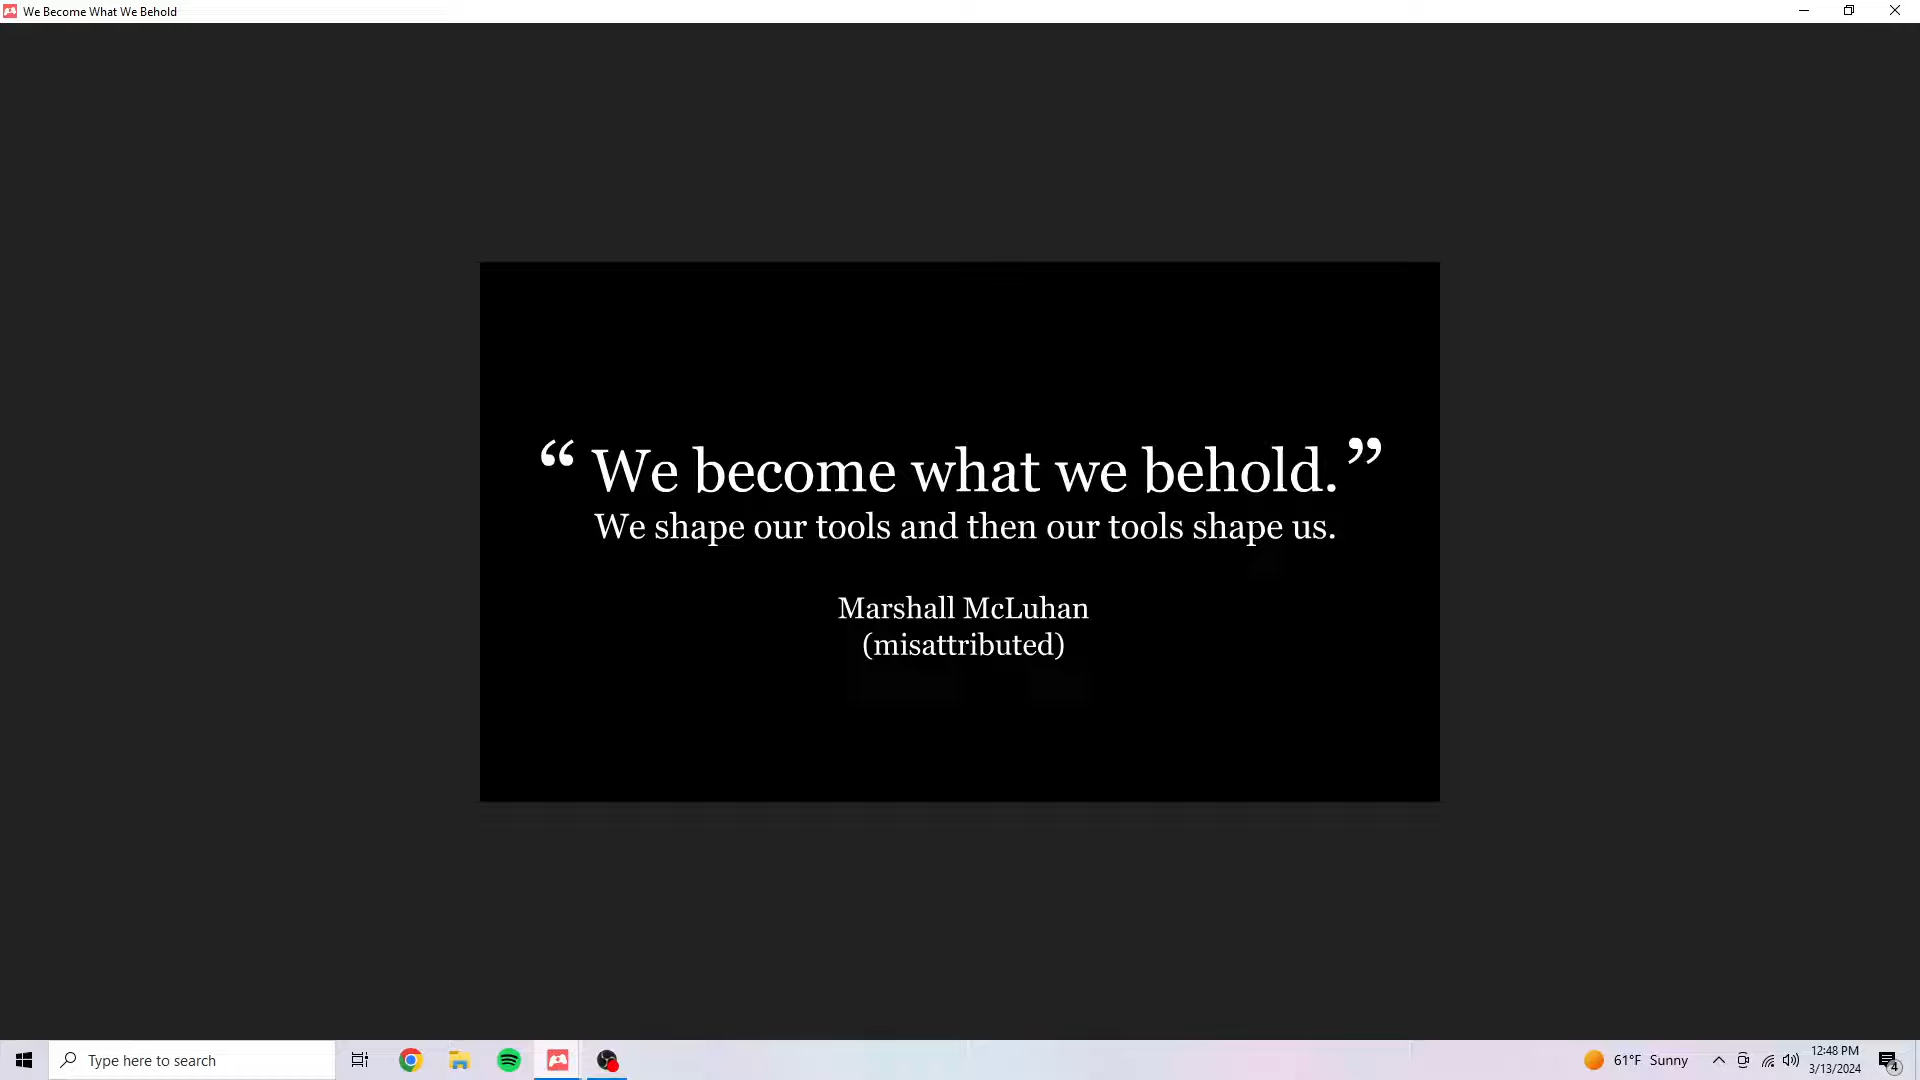 We Become What We Behold
“ We become what we behold.”
We shape our tools and then our tools shape us.
Marshall McLuhan
(misattributed)
Type here to search
61°F Sunny
12:48 PM
3/13/2024
4